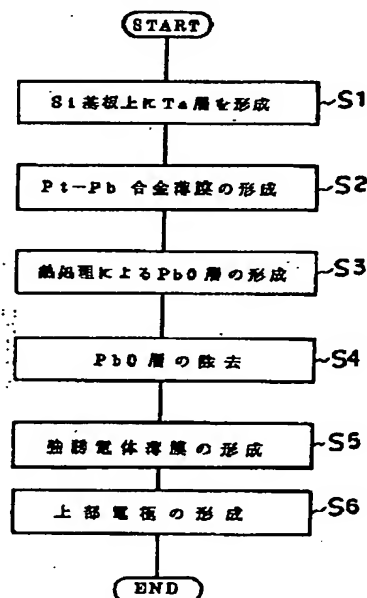 START
Si基板上にTa層を形成
S1
Pt-Pb 合金薄膜の形成
S2
熱処理によるPbO層の形成
S3
PbO層の除去
S4
強誘電体薄膜の形成
S5
上部電極の形成
S6
END